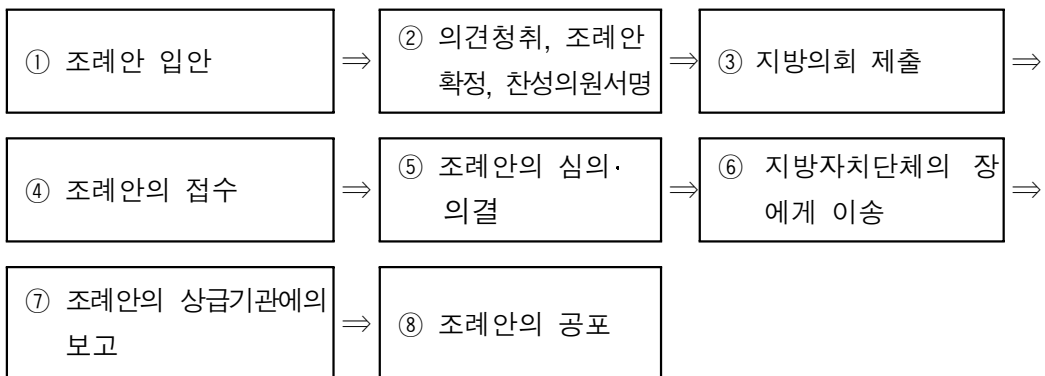 ① 조례안 입안 ⇒ ② 의견청취, 조례안
확정, 찬성의원서명 ⇒ ③ 지방의회 제출 ⇒
④ 조례안의 접수 ⇒ ⑤ 조례안의 심의·
의결 ⇒ ⑥ 지방자치단체의 장
에게 이송 ⇒
⑦ 조례안의 상급기관에의
보고 ⇒ ⑧ 조례안의 공포